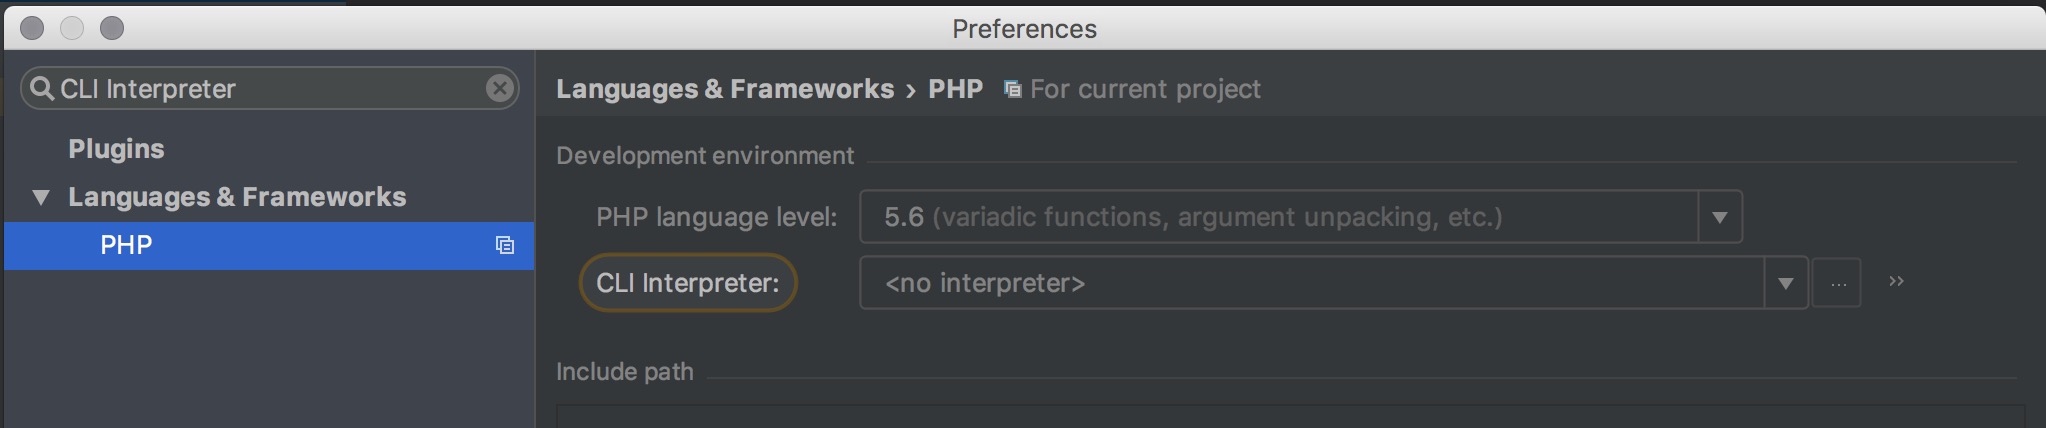 Preferences
CLI Interpreter
Plugins
Languages & Frameworks
PHP
Languages & Frameworks › PHP For current project
Development environment
PHP language level: 5.6 (variadic functions, argument unpacking, etc.)
CLI Interpreter: <no interpreter> ... »
Include path